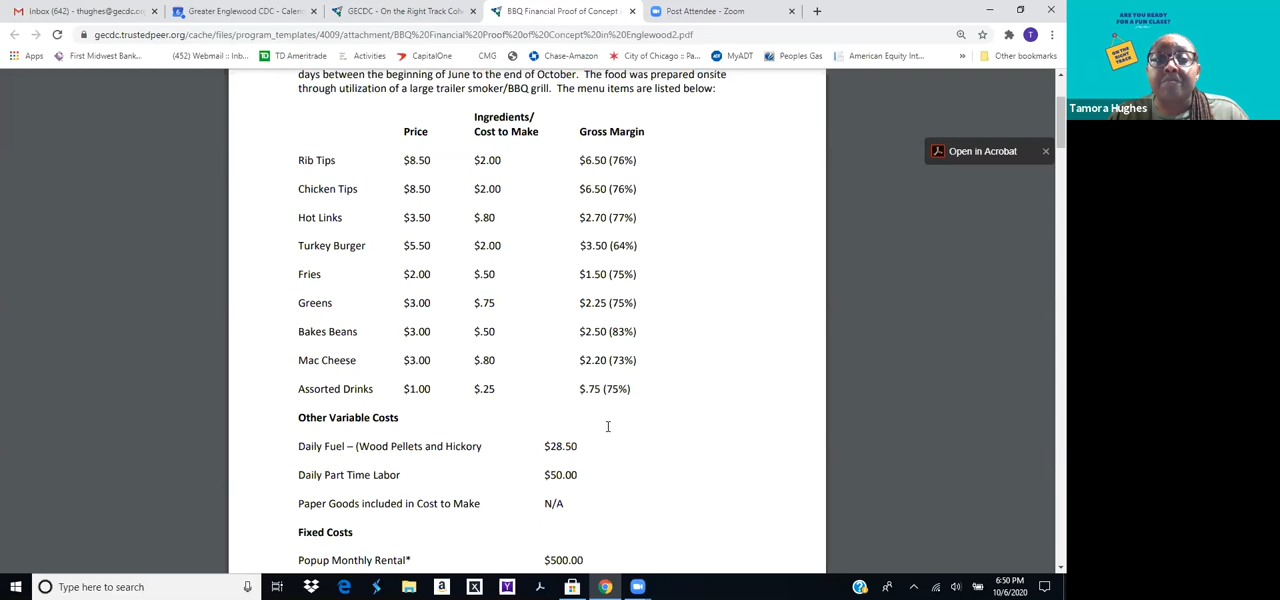 Inbox (642) - thughes@gecdc.or
Greater Englewood CDC - Calend
GECDC - On the Right Track Coh
BBQ Financial Proof of Concept
Post Attendee - Zoom
gecdc.trustedpeer.org/cache/files/program_templates/4009/attachment/BBQ%20Financial%20Proof%20of%20Concept%20in%20Englewood2.pdf
Apps
First Midwest Bank...
(452) Webmail :: Inb...
TD Ameritrade
Activities
CapitalOne
CMG
Chase-Amazon
City of Chicago :: Pa...
MyADT
Peoples Gas
American Equity Int...
» Other bookmarks
days between the beginning of June to the end of October. The food was prepared onsite
through utilization of a large trailer smoker/BBQ grill. The menu items are listed below:
Ingredients/
Price Cost to Make Gross Margin
Rib Tips $8.50 $2.00 $6.50 (76%)
Chicken Tips $8.50 $2.00 $6.50 (76%)
Hot Links $3.50 $.80 $2.70 (77%)
Turkey Burger $5.50 $2.00 $3.50 (64%)
Fries $2.00 $.50 $1.50 (75%)
Greens $3.00 $.75 $2.25 (75%)
Bakes Beans $3.00 $.50 $2.50 (83%)
Mac Cheese $3.00 $.80 $2.20 (73%)
Assorted Drinks $1.00 $.25 $.75 (75%)
Other Variable Costs
Daily Fuel – (Wood Pellets and Hickory $28.50
Daily Part Time Labor $50.00
Paper Goods included in Cost to Make N/A
Fixed Costs
Popup Monthly Rental* $500.00
Open in Acrobat
ARE YOU READY
FOR A FUN CLASS?
ON THE
RIGHT
TRACK
Tamora Hughes
Type here to search
6:50 PM
10/6/2020